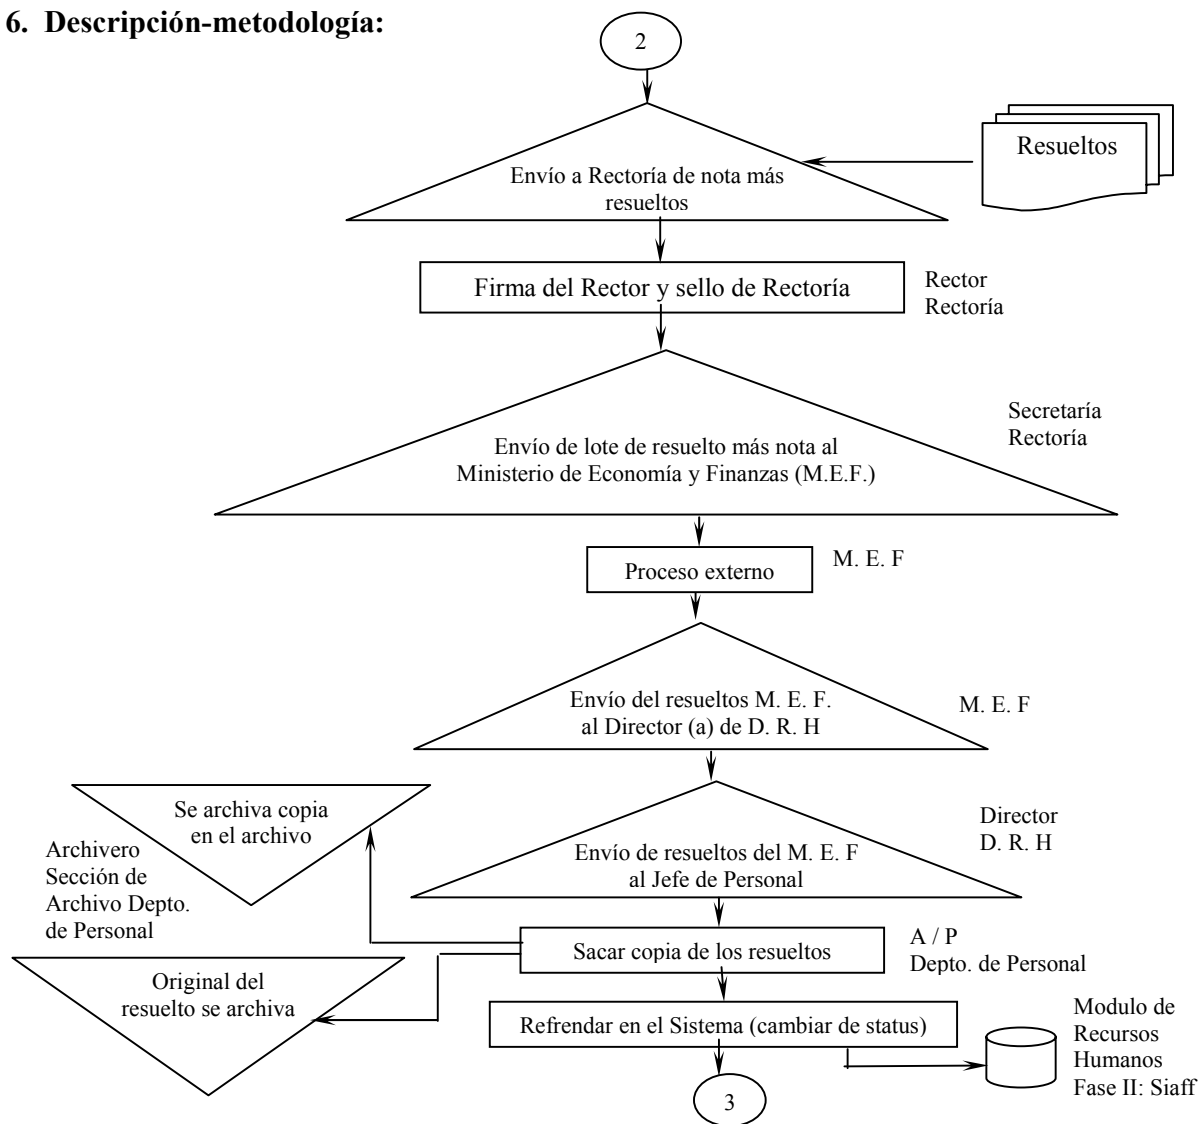 6. Descripción-metodología:
2
Resueltos
Envío a Rectoría de nota más
resueltos
Firma del Rector y sello de Rectoría
Rector
Rectoría
Secretaría
Rectoría
Envío de lote de resuelto más nota al
Ministerio de Economía y Finanzas (M.E.F.)
Proceso externo
M. E. F
Envío del resueltos M. E. F.
al Director (a) de D. R. H
M. E. F
Se archiva copia
en el archivo
Director
D. R. H
Archivero
Sección de
Archivo Depto.
de Personal
Envío de resueltos del M. E. F
al Jefe de Personal
Sacar copia de los resueltos
A / P
Depto. de Personal
Original del
resuelto se archiva
Refrendar en el Sistema (cambiar de status)
Modulo de
Recursos
Humanos
Fase II: Siaff
3